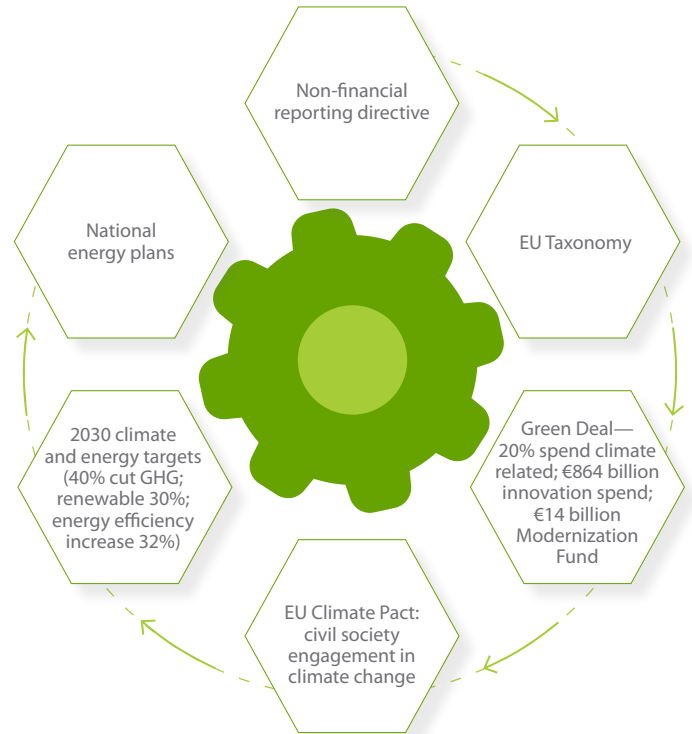 Non-financial
reporting directive
EU Taxonomy
Green Deal—
20% spend climate
related; €864 billion
innovation spend;
€14 billion
Modernization
Fund
EU Climate Pact:
civil society
engagement in
climate change
2030 climate
and energy targets
(40% cut GHG;
renewable 30%;
energy efficiency
increase 32%)
National
energy plans